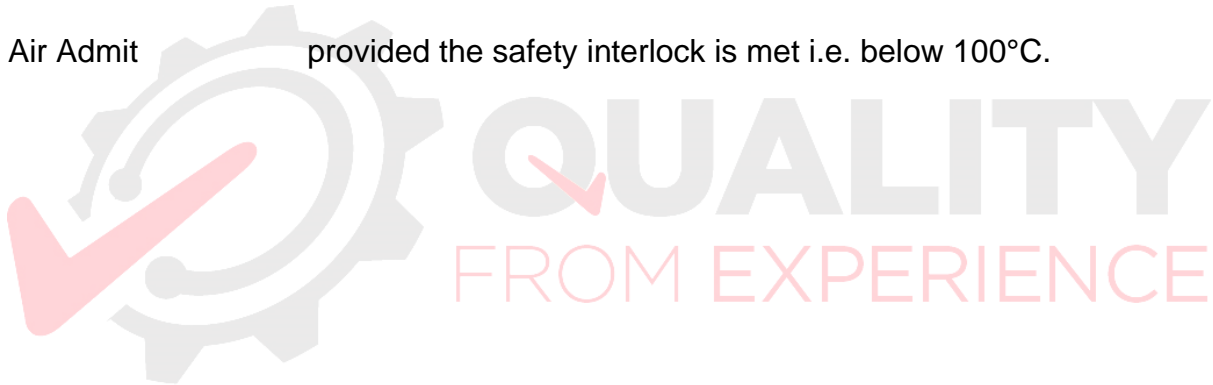 Air Admit provided the safety interlock is met i.e. below 100°C.
QUALITY
FROM EXPERIENCE